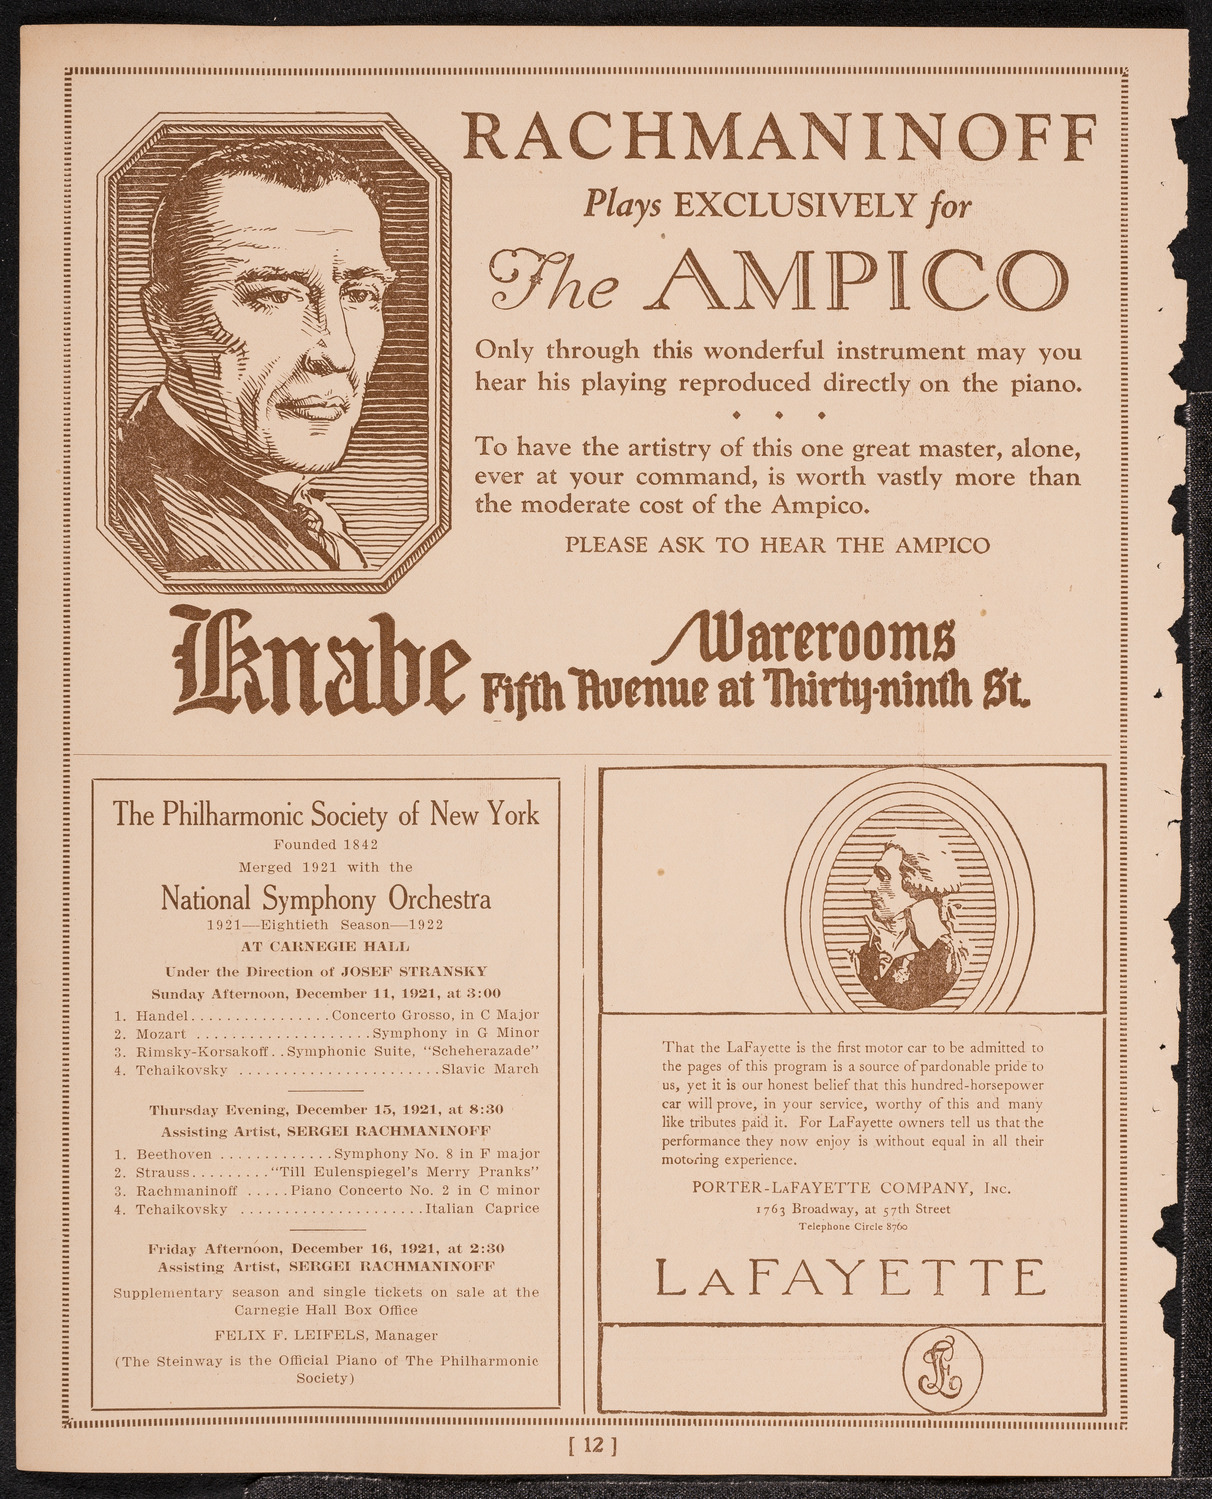 RACHMANINOFF
Plays EXCLUSIVELY for
The AMPICO
Only through this wonderful instrument may you
hear his playing reproduced directly on the piano.
To have the artistry of this one great master, alone,
ever at your command, is worth vastly more than
the moderate cost of the Ampico.
PLEASE ASK TO HEAR THE AMPICO
Knabe Warerooms
Fifth Avenue at Thirty-ninth St.
The Philharmonic Society of New York
Founded 1842
Merged 1921 with the
National Symphony Orchestra
1921—Eightieth Season—1922
AT CARNEGIE HALL
Under the Direction of JOSEF STRANSKY
Sunday Afternoon, December 11, 1921, at 3:00
1. Handel................Concerto Grosso, in C Major
2. Mozart ....................Symphony in G Minor
3. Rimsky-Korsakoff..Symphonic Suite, “Scheherazade”
4. Tchaikovsky .......................Slavic March
Thursday Evening, December 15, 1921, at 8:30
Assisting Artist, SERGEI RACHMANINOFF
1. Beethoven .............Symphony No. 8 in F major
2. Strauss.........“Till Eulenspiegel’s Merry Pranks”
3. Rachmaninoff .....Piano Concerto No. 2 in C minor
4. Tchaikovsky .....................Italian Caprice
Friday Afternoon, December 16, 1921, at 2:30
Assisting Artist, SERGEI RACHMANINOFF
Supplementary season and single tickets on sale at the
Carnegie Hall Box Office
FELIX F. LEIFELS, Manager
(The Steinway is the Official Piano of The Philharmonic
Society)
That the LaFayette is the first motor car to be admitted to
the pages of this program is a source of pardonable pride to
us, yet it is our honest belief that this hundred-horsepower
car will prove, in your service, worthy of this and many
like tributes paid it. For LaFayette owners tell us that the
performance they now enjoy is without equal in all their
motoring experience.
PORTER-LAFAYETTE COMPANY, INC.
1763 Broadway, at 57th Street
Telephone Circle 8760
LAFAYETTE
[ 12 ]